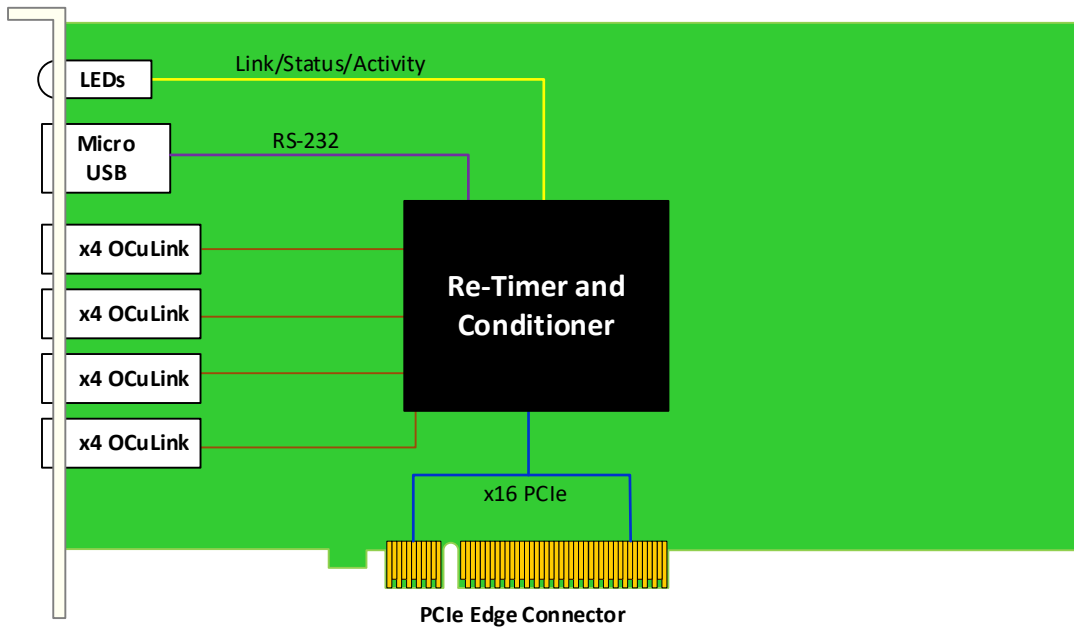 LEDs
Link/Status/Activity
Micro
USB
RS-232
x4 OCuLink
x4 OCuLink
x4 OCuLink
x4 OCuLink
Re-Timer and
Conditioner
x16 PCIe
PCIe Edge Connector